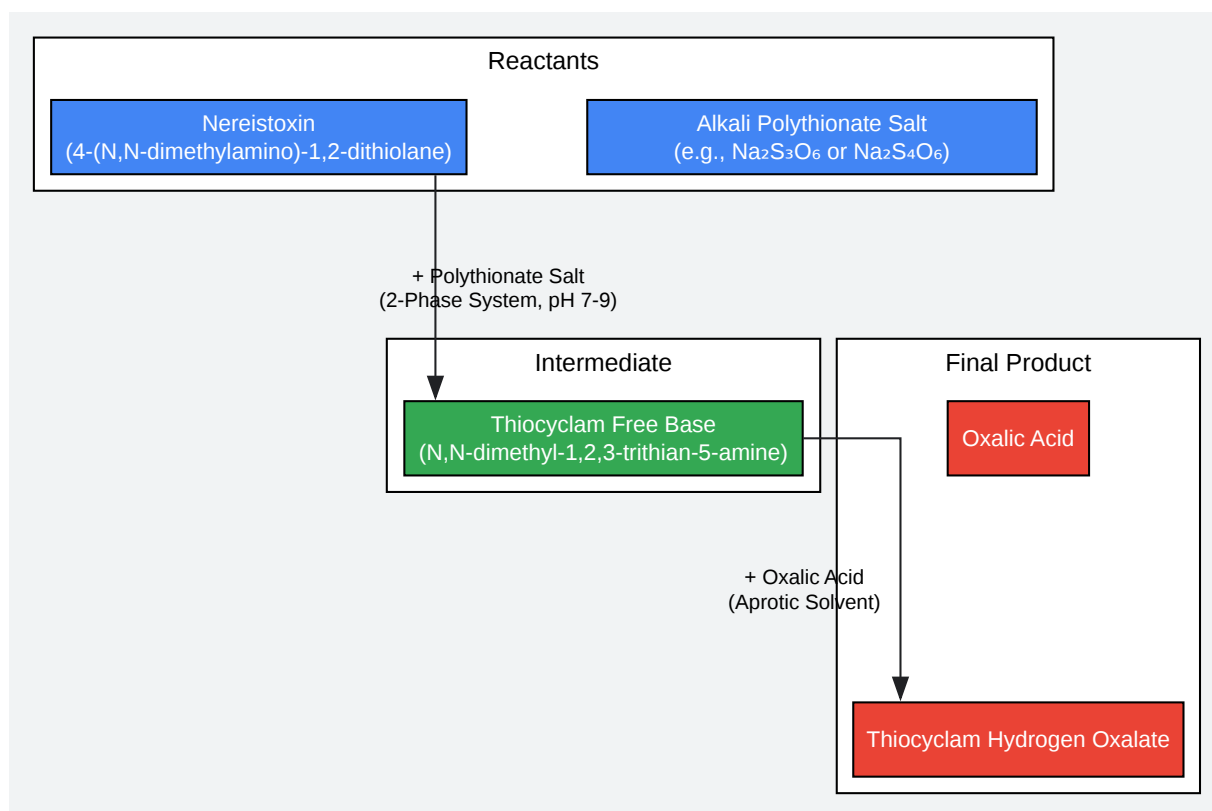 Reactants
Nereistoxin
(4-(N,N-dimethylamino)-1,2-dithiolane)
Alkali Polythionate Salt
(e.g., Na₂S₃O₆ or Na₂S₄O₆)
+ Polythionate Salt
(2-Phase System, pH 7-9)
Intermediate
Thiocyclam Free Base
(N,N-dimethyl-1,2,3-trithian-5-amine)
Final Product
Oxalic Acid
+ Oxalic Acid
(Aprotic Solvent)
Thiocyclam Hydrogen Oxalate